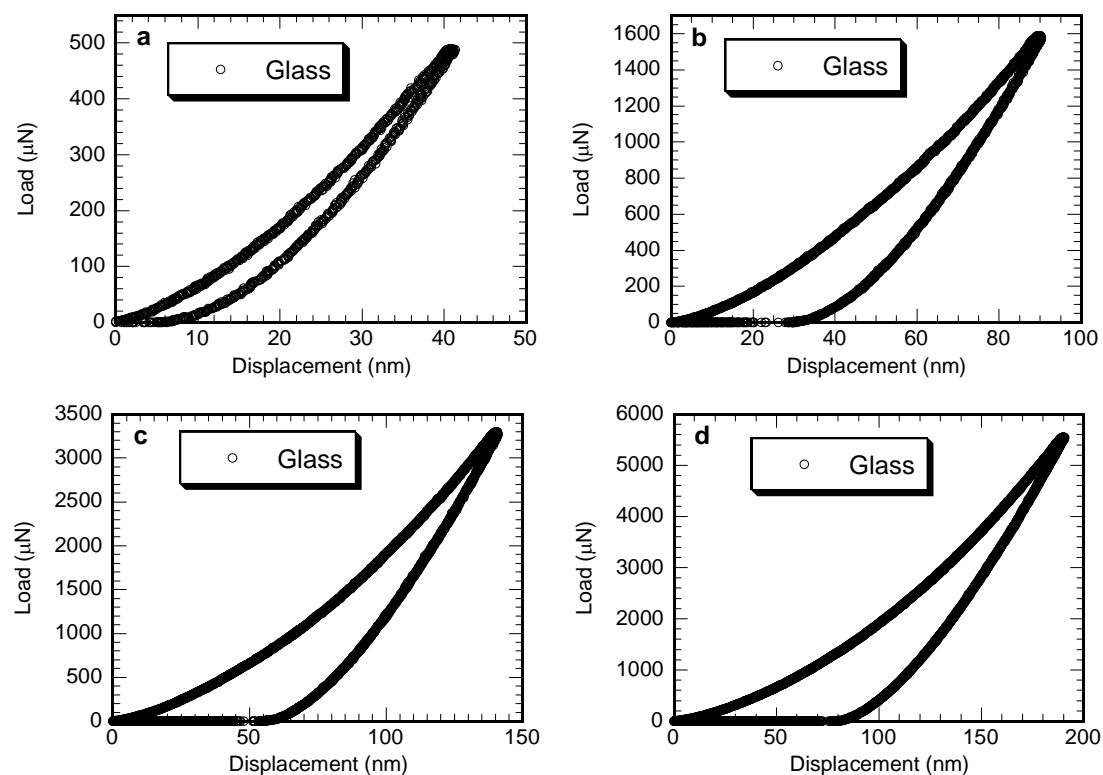 a
Glass
500
400
300
200
100
0
Load (μN)
0 10 20 30 40 50
Displacement (nm)
b
Glass
1600
1400
1200
1000
800
600
400
200
0
Load (μN)
0 20 40 60 80 100
Displacement (nm)
c
Glass
3500
3000
2500
2000
1500
1000
500
0
Load (μN)
0 50 100 150
Displacement (nm)
d
Glass
6000
5000
4000
3000
2000
1000
0
Load (μN)
0 50 100 150 200
Displacement (nm)